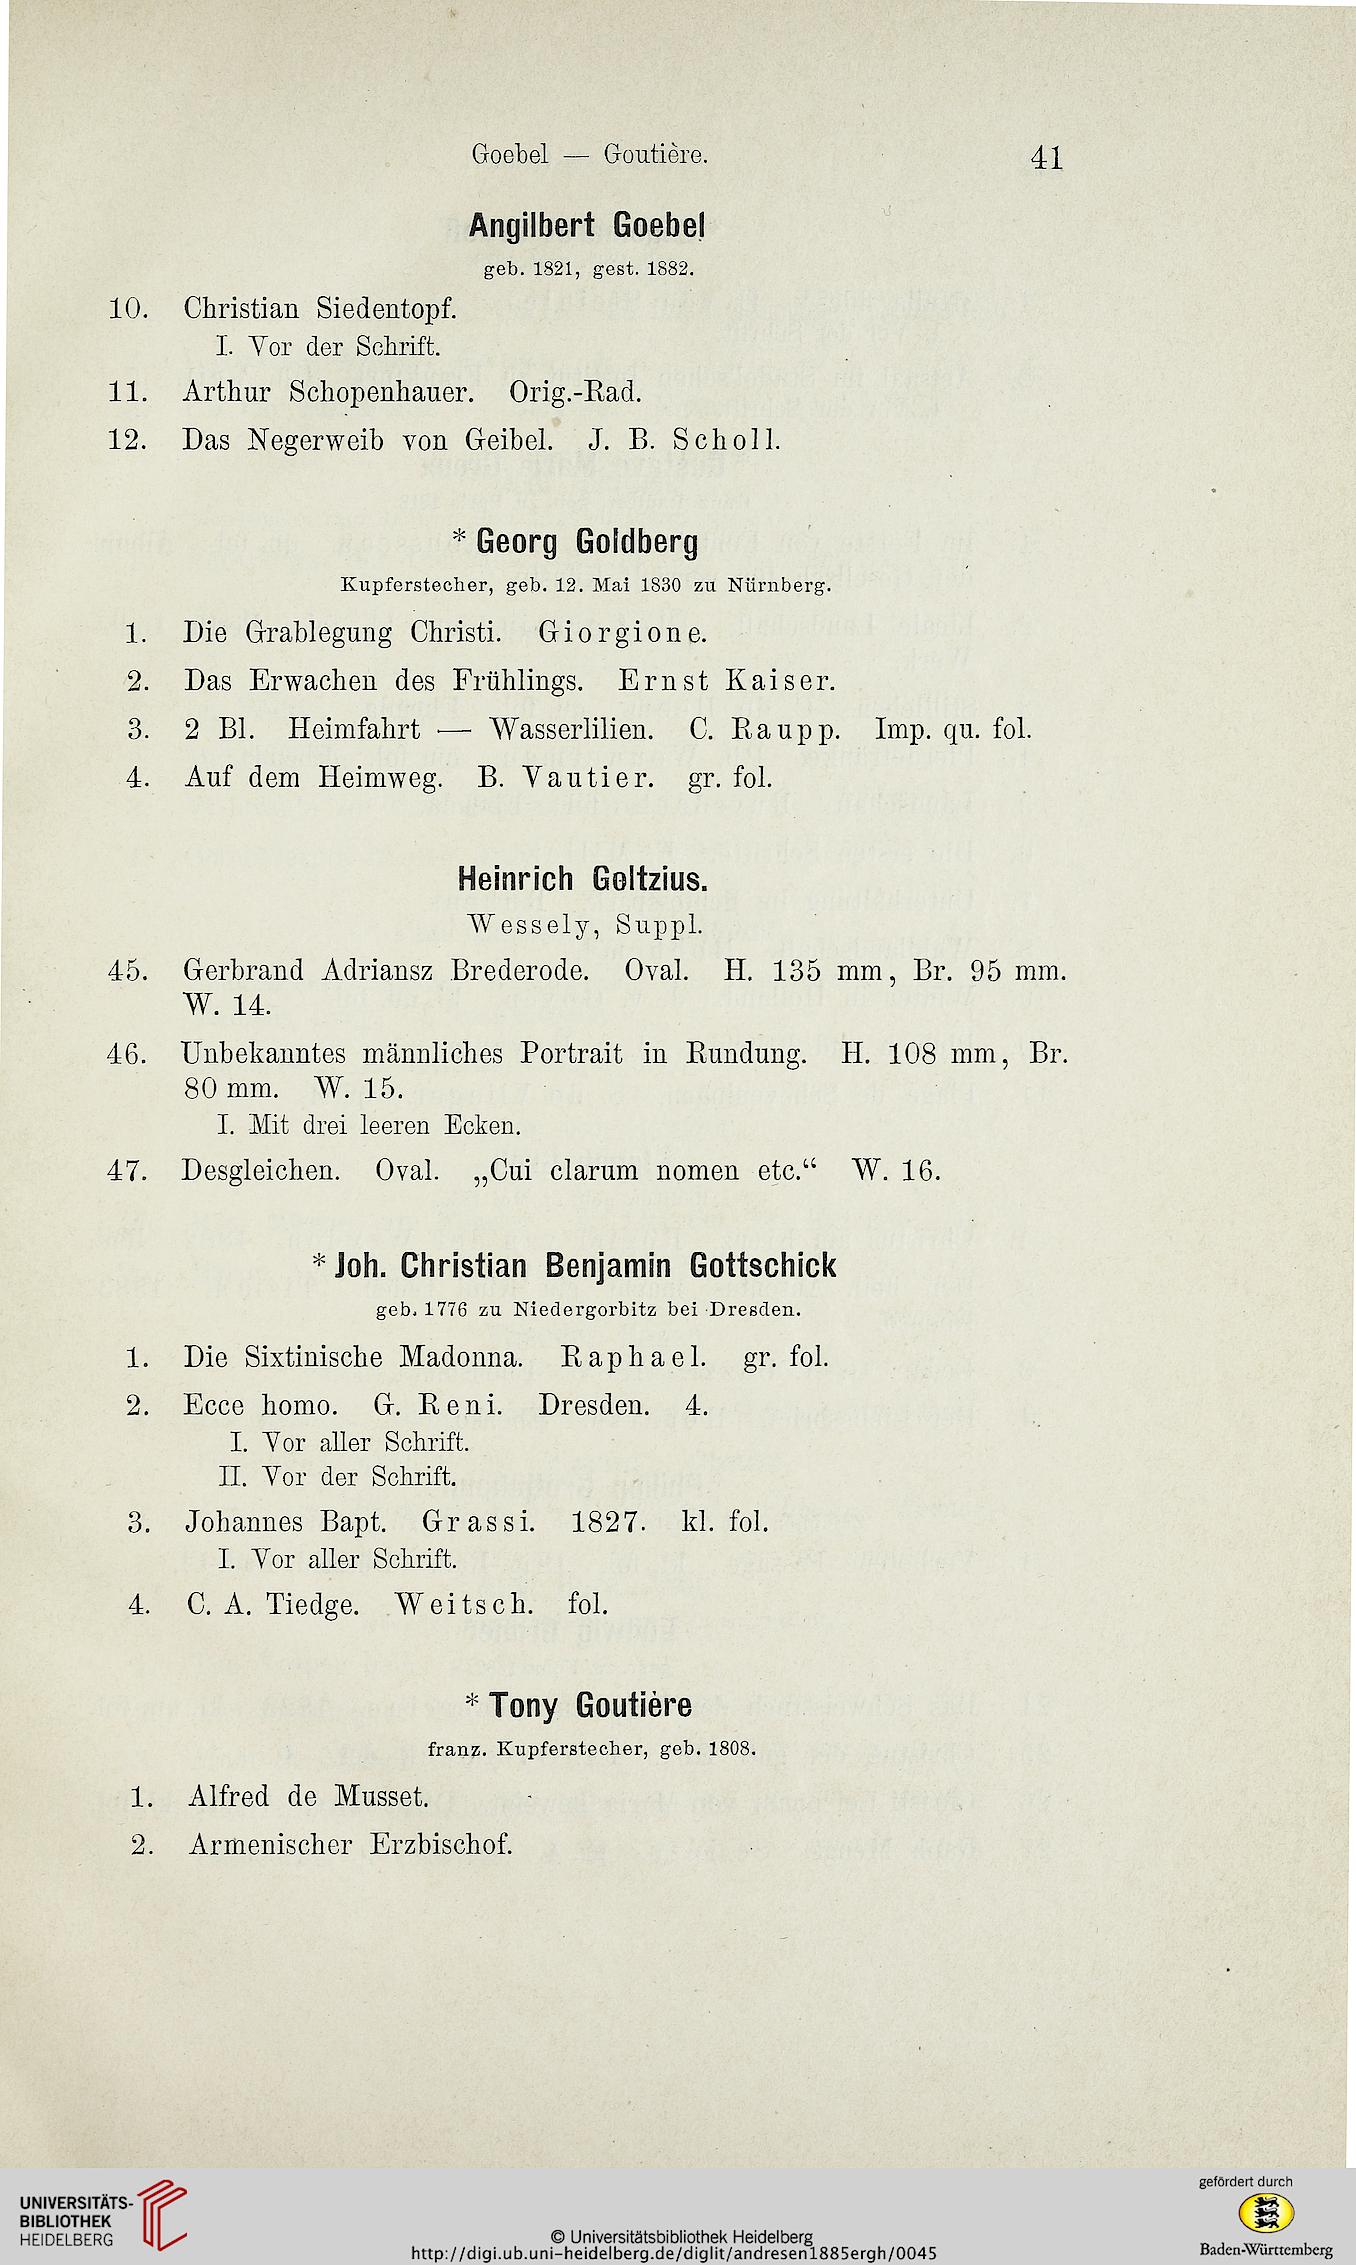 Goebel — Goutière. 41
Angilbert Goebel
geb. 1821, gest. 1882.
10. Christian Siedentopf.
I. Vor der Schrift.
11. Arthur Schopenhauer. Orig.-Rad.
12. Das Negerweib von Geibel. J. B. Scholl.
* Georg Goldberg
Kupferstecher, geb. 12. Mai 1830 zu Nürnberg.
1. Die Grablegung Christi. Giorgione.
2. Das Erwachen des Frühlings. Ernst Kaiser.
3. 2 Bl. Heimfahrt — Wasserlilien. C. Raupp. Imp. qu. fol.
4. Auf dem Heimweg. B. Vautier. gr. fol.
Heinrich Goltzius.
Wessely, Suppl.
45. Gerbrand Adriansz Brederode. Oval. H. 135 mm, Br. 95 mm.
W. 14.
46. Unbekanntes männliches Portrait in Rundung. H. 108 mm, Br.
80 mm. W. 15.
I. Mit drei leeren Ecken.
47. Desgleichen. Oval. „Cui clarum nomen etc.“ W. 16.
* Joh. Christian Benjamin Gottschick
geb. 1776 zu Niedergorbitz bei Dresden.
1. Die Sixtinische Madonna. Raphael. gr. fol.
2. Ecce homo. G. Reni. Dresden. 4.
I. Vor aller Schrift.
II. Vor der Schrift.
3. Johannes Bapt. Grassi. 1827. kl. fol.
I. Vor aller Schrift.
4. C. A. Tiedge. Weitsch. fol.
* Tony Goutière
franz. Kupferstecher, geb. 1808.
1. Alfred de Musset.
2. Armenischer Erzbischof.
UNIVERSITÄTS-
BIBLIOTHEK
HEIDELBERG
© Universitätsbibliothek Heidelberg
http://digi.ub.uni-heidelberg.de/diglit/andresen1885ergh/0045
gefördert durch
Baden-Württemberg